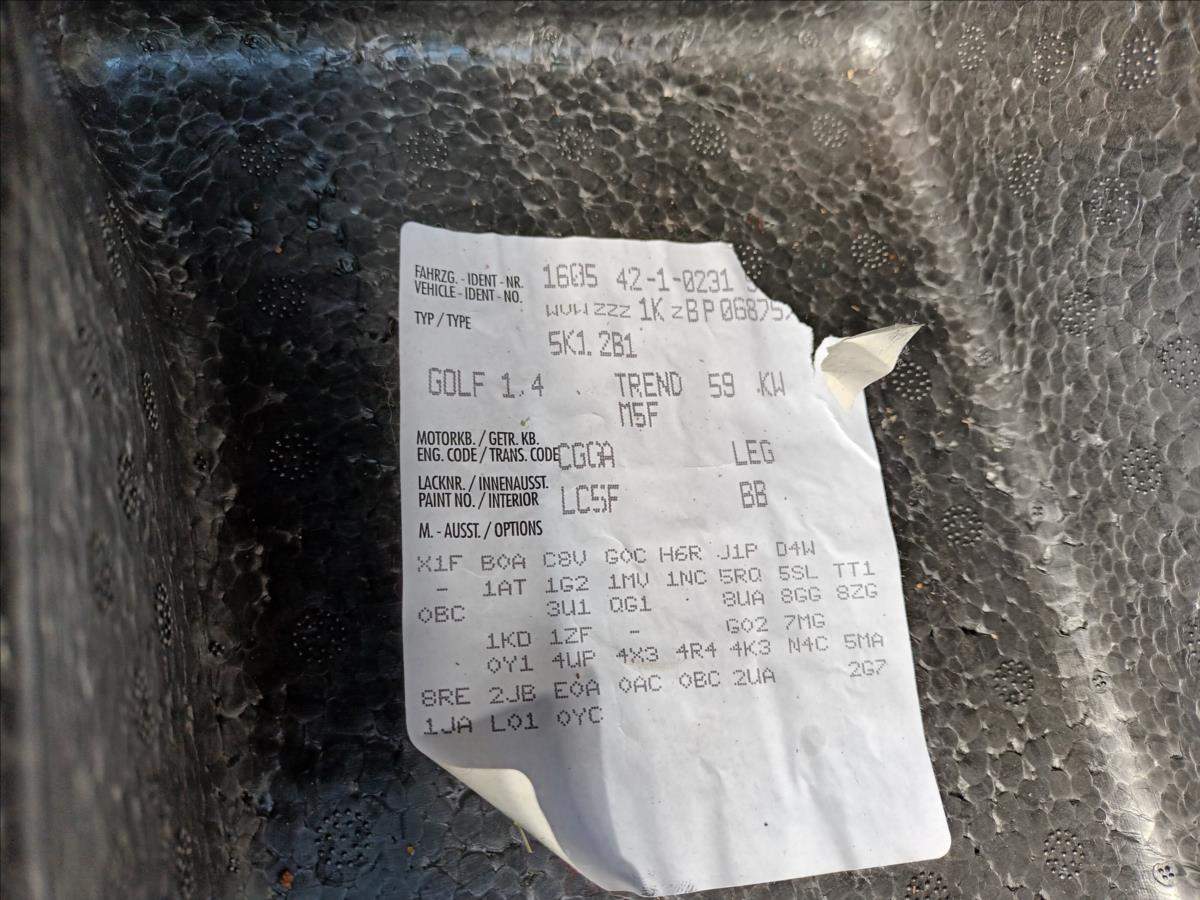 FAHRZG. - IDENT - NR. 1605 42-1-0231
VEHICLE - IDENT - NO.
WVWZZZ 1KZBP06875
TYP / TYPE
5K1.2B1
GOLF 1.4 TREND 59 KW
M5F
MOTORKB. / GETR. KB.
ENG. CODE / TRANS. CODE CGGA LEG
LACKNR. / INNENAUSST.
PAINT NO. / INTERIOR LC5F BB
M. - AUSST. / OPTIONS
X1F B0A C8V G0C H6R J1P D4W
- 1AT 1G2 1MV 1NC 5RQ 5SL TT1
0BC 3U1 QG1 8UA 8GG 8ZG
1KD 1ZF - G02 7MG
0Y1 4UP 4X3 4R4 4K3 N4C 5MA
8RE 2JB E0A 0AC 0BC 2UA 2G7
1JA L01 0YC